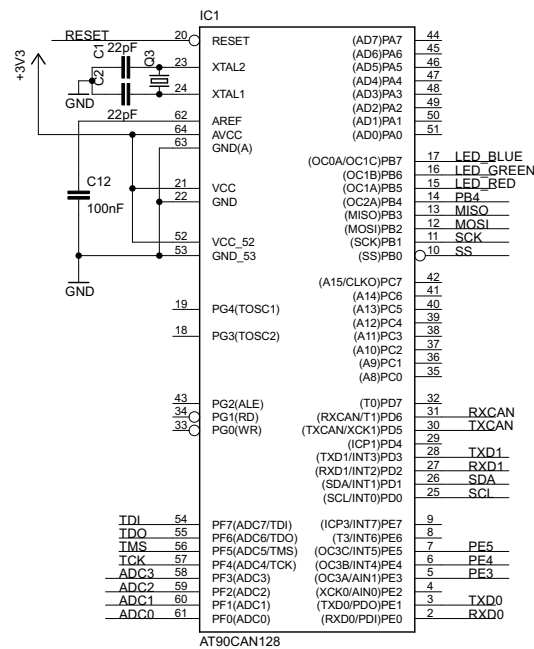 IC1
RESET 20 RESET (AD7)PA7 44
(AD6)PA6 45
+3V3 C1 22pF Q3 23 XTAL2 (AD5)PA5 46
(AD4)PA4 47
C2 24 XTAL1 (AD3)PA3 48
GND 22pF (AD2)PA2 49
62 AREF (AD1)PA1 50
64 AVCC (AD0)PA0 51
63 GND(A)
(OC0A/OC1C)PB7 17 LED_BLUE
(OC1B)PB6 16 LED_GREEN
C12 21 VCC (OC1A)PB5 15 LED_RED
100nF 22 GND (OC2A)PB4 14 PB4
(MISO)PB3 13 MISO
(MOSI)PB2 12 MOSI
52 VCC_52 (SCK)PB1 11 SCK
53 GND_53 (SS)PB0 10 SS
GND
(A15/CLKO)PC7 42
(A14)PC6 41
19 PG4(TOSC1) (A13)PC5 40
(A12)PC4 39
18 PG3(TOSC2) (A11)PC3 38
(A10)PC2 37
(A9)PC1 36
(A8)PC0 35
43 PG2(ALE) (T0)PD7 32
34 PG1(RD) (RXCAN/T1)PD6 31 RXCAN
33 PG0(WR) (TXCAN/XCK1)PD5 30 TXCAN
(ICP1)PD4 29
(TXD1/INT3)PD3 28 TXD1
(RXD1/INT2)PD2 27 RXD1
(SDA/INT1)PD1 26 SDA
(SCL/INT0)PD0 25 SCL
TDI 54 PF7(ADC7/TDI) (ICP3/INT7)PE7 9
TDO 55 PF6(ADC6/TDO) (T3/INT6)PE6 8
TMS 56 PF5(ADC5/TMS) (OC3C/INT5)PE5 7 PE5
TCK 57 PF4(ADC4/TCK) (OC3B/INT4)PE4 6 PE4
ADC3 58 PF3(ADC3) (OC3A/AIN1)PE3 5 PE3
ADC2 59 PF2(ADC2) (XCK0/AIN0)PE2 4
ADC1 60 PF1(ADC1) (TXD0/PDO)PE1 3 TXD0
ADC0 61 PF0(ADC0) (RXD0/PDI)PE0 2 RXD0
AT90CAN128